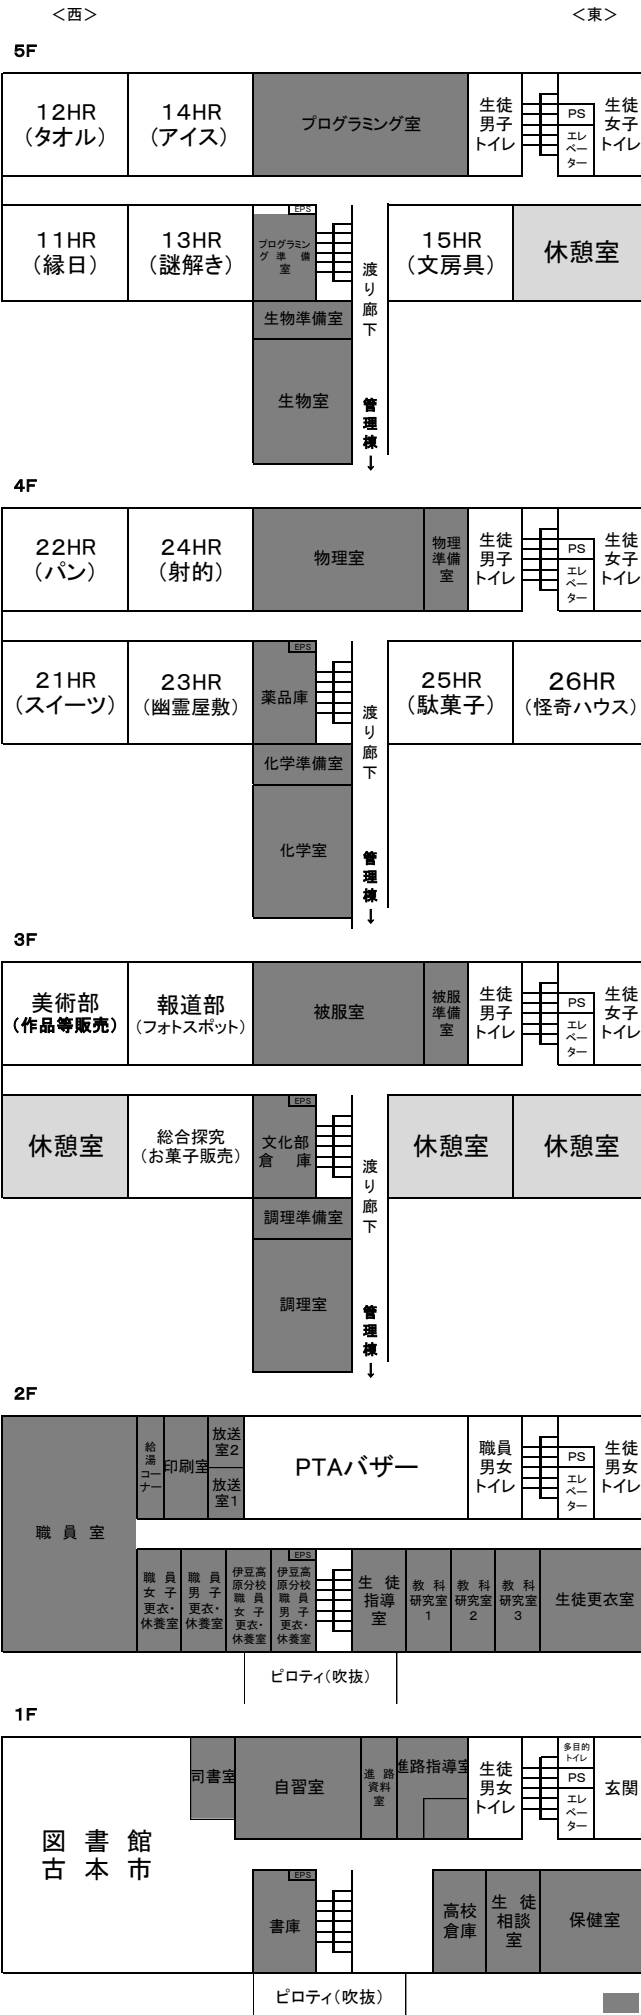 <西>
<東>
5F
12HR
(タオル)
14HR
(アイス)
プログラミング室
生徒
男子
トイレ
PS
エレ
ベー
ター
生徒
女子
トイレ
11HR
(縁日)
13HR
(謎解き)
EPS
プログラミン
グ 準 備
室
渡
り
廊
下
15HR
(文房具)
休憩室
生物準備室
生物室
管
理
棟
↓
4F
22HR
(パン)
24HR
(射的)
物理室
物理
準備
室
生徒
男子
トイレ
PS
エレ
ベー
ター
生徒
女子
トイレ
21HR
(スイーツ)
23HR
(幽霊屋敷)
EPS
薬品庫
渡
り
廊
下
25HR
(駄菓子)
26HR
(怪奇ハウス)
化学準備室
化学室
管
理
棟
↓
3F
美術部
(作品等販売)
報道部
(フォトスポット)
被服室
被服
準備
室
生徒
男子
トイレ
PS
エレ
ベー
ター
生徒
女子
トイレ
休憩室
総合探究
(お菓子販売)
EPS
文化部
倉 庫
渡
り
廊
下
休憩室
休憩室
調理準備室
調理室
管
理
棟
↓
2F
職 員 室
給
湯
コー
ナー
印刷室
放送
室2
放送
室1
PTAバザー
職員
男女
トイレ
PS
エレ
ベー
ター
生徒
男女
トイレ
職 員
女 子
更衣・
休養室
職 員
男 子
更衣・
休養室
伊豆高
原分校
職 員
女 子
更衣・
休養室
EPS
伊豆高
原分校
職 員
男 子
更衣・
休養室
生 徒
指導
室
教 科
研究室
1
教 科
研究室
2
教 科
研究室
3
生徒更衣室
ピロティ(吹抜)
1F
図 書 館
古 本 市
司書室
自習室
進 路
資料
室
進路指導室
生徒
男女
トイレ
多目的
トイレ
PS
エレ
ベー
ター
玄関
EPS
書庫
高校
倉庫
生 徒
相談
室
保健室
ピロティ(吹抜)